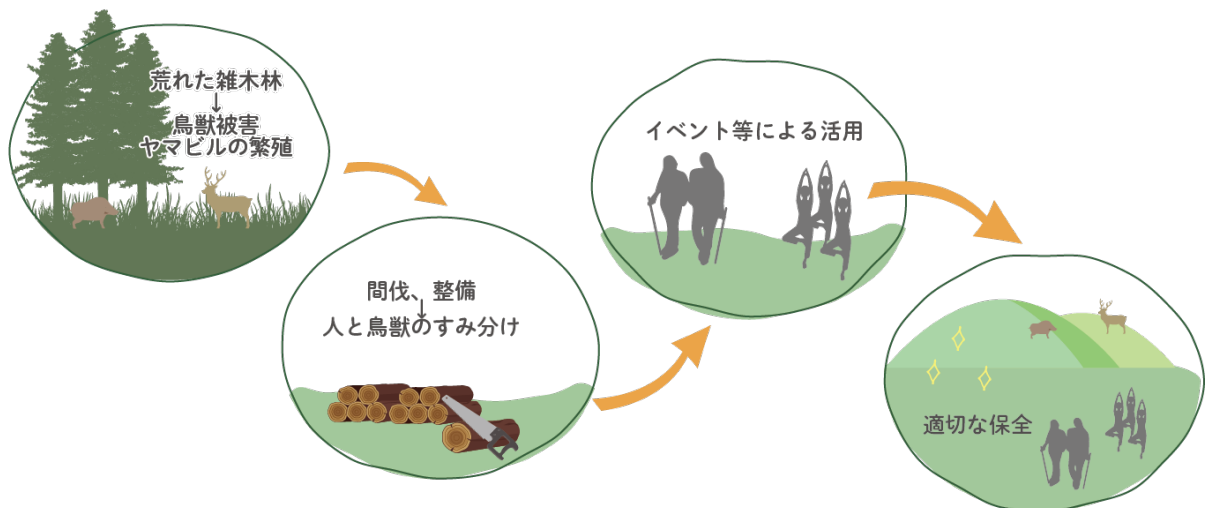 荒れた雑木林
↓
鳥獣被害
ヤマビルの繁殖
間伐、整備
↓
人と鳥獣のすみ分け
イベント等による活用
適切な保全